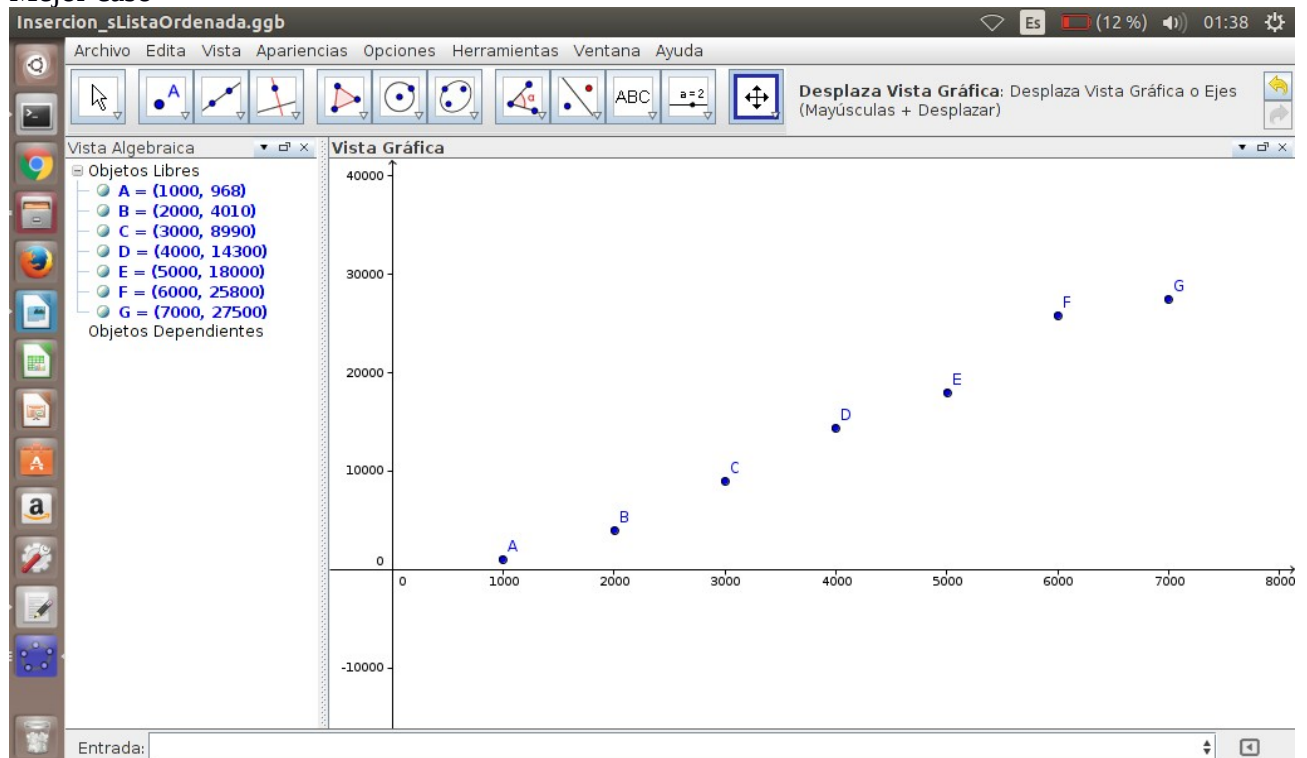 Mejor caso
Insercion_sListaOrdenada.ggb Es (12 %) 01:38
Archivo Edita Vista Apariencias Opciones Herramientas Ventana Ayuda
A α ABC a=2
Desplaza Vista Gráfica: Desplaza Vista Gráfica o Ejes
(Mayúsculas + Desplazar)
Vista Algebraica
Objetos Libres
A = (1000, 968)
B = (2000, 4010)
C = (3000, 8990)
D = (4000, 14300)
E = (5000, 18000)
F = (6000, 25800)
G = (7000, 27500)
Objetos Dependientes
Vista Gráfica
40000
30000
20000
10000
0
-10000
0 1000 2000 3000 4000 5000 6000 7000 8000
A
B
C
D
E
F
G
Entrada: